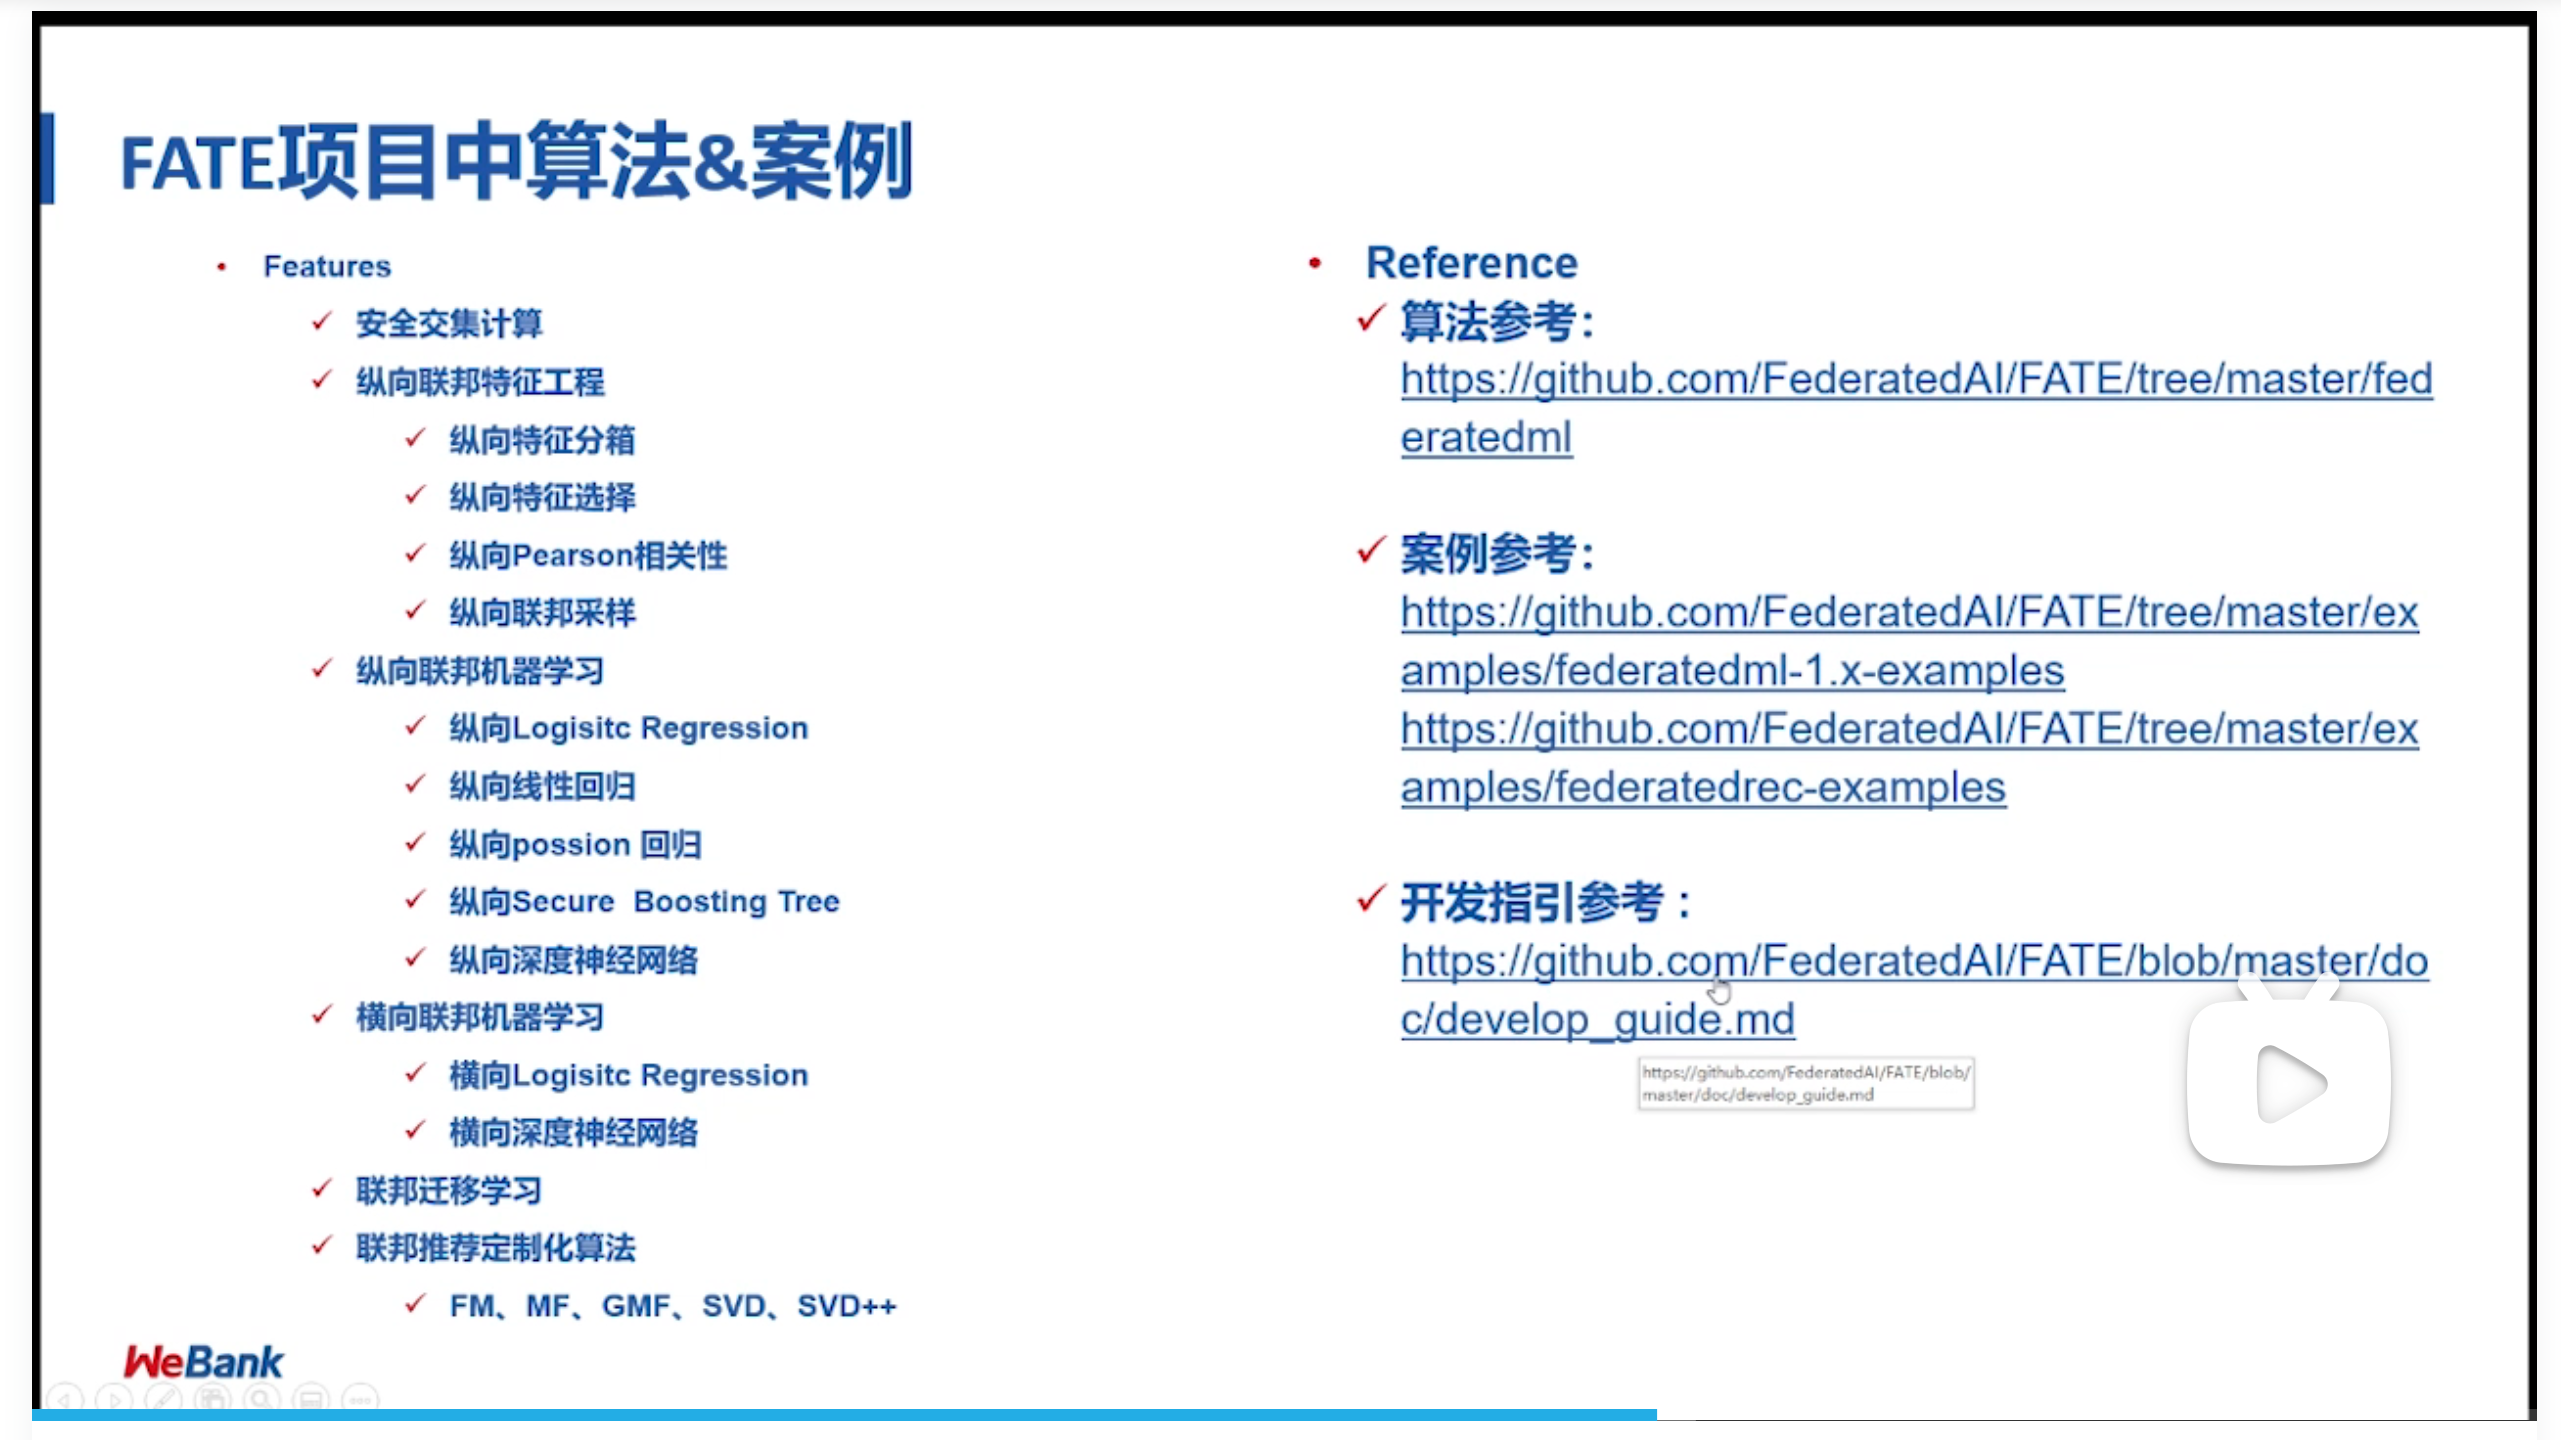 FATE项目中算法&案例
Features
安全交集计算
纵向联邦特征工程
纵向特征分箱
纵向特征选择
纵向Pearson相关性
纵向联邦采样
纵向联邦机器学习
纵向Logisitc Regression
纵向线性回归
纵向possion 回归
纵向Secure Boosting Tree
纵向深度神经网络
横向联邦机器学习
横向Logisitc Regression
横向深度神经网络
联邦迁移学习
联邦推荐定制化算法
FM、MF、GMF、SVD、SVD++
Reference
算法参考：
https://github.com/FederatedAI/FATE/tree/master/fed
eratedml
案例参考：
https://github.com/FederatedAI/FATE/tree/master/ex
amples/federatedml-1.x-examples
https://github.com/FederatedAI/FATE/tree/master/ex
amples/federatedrec-examples
开发指引参考：
https://github.com/FederatedAI/FATE/blob/master/do
c/develop_guide.md
https://github.com/FederatedAI/FATE/blob/
master/doc/develop_guide.md
WeBank